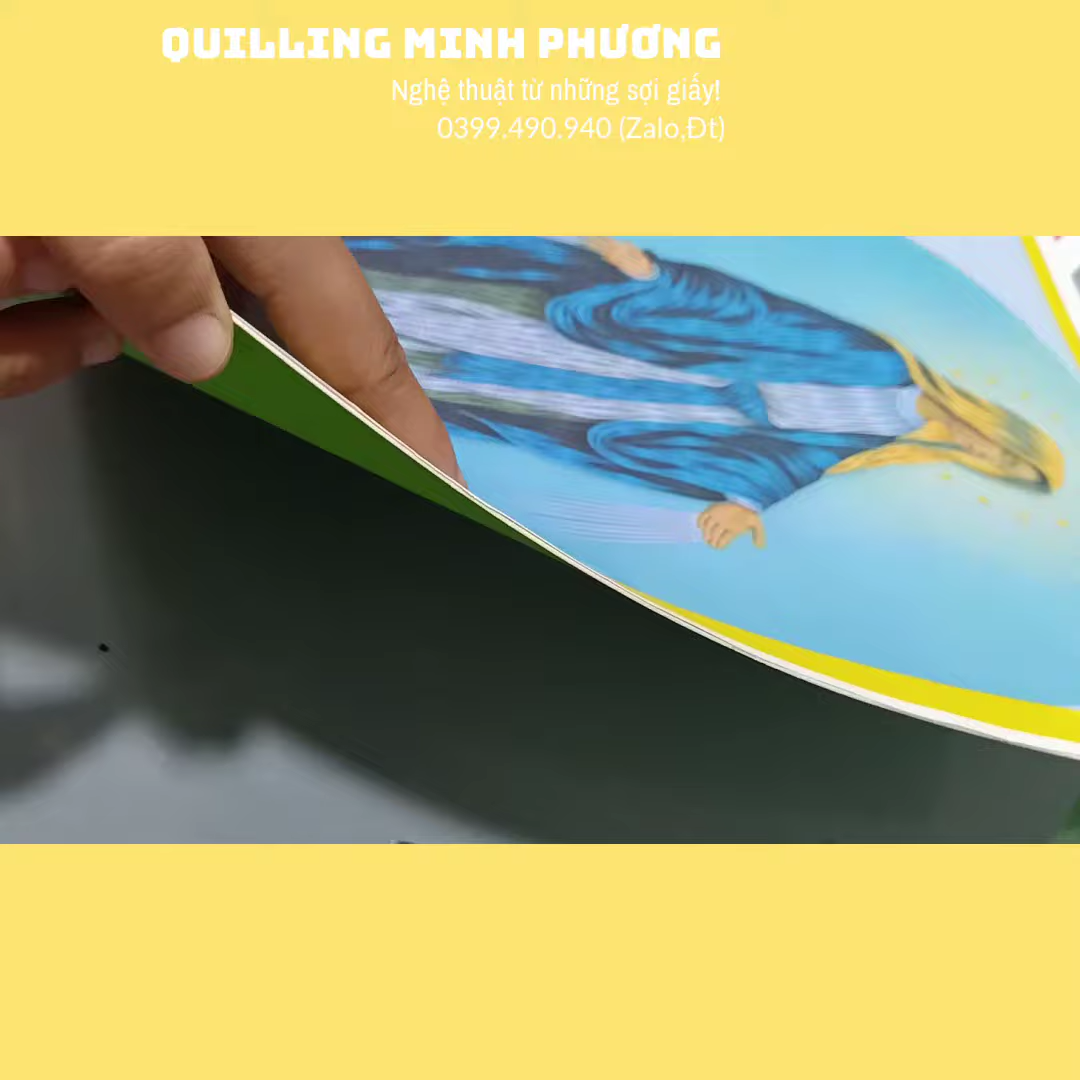 QUILLING MINH PHƯƠNG
Nghệ thuật từ những sợi giấy!
0399.490.940 (Zalo,Đt)